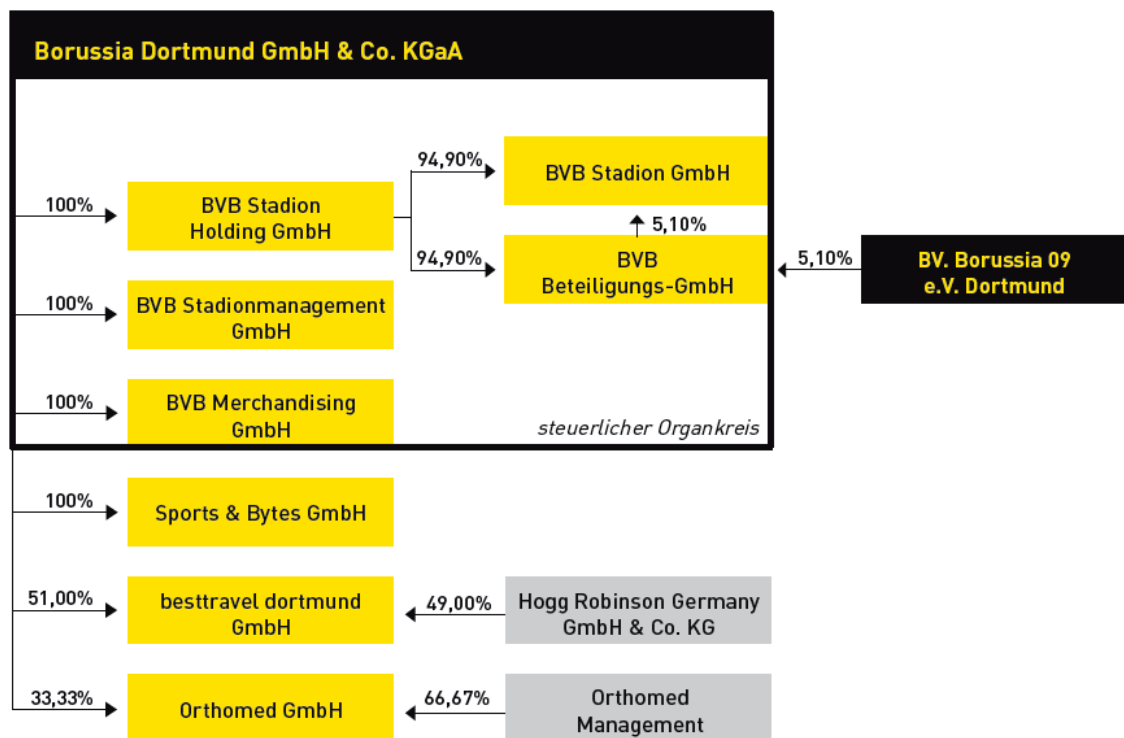 Borussia Dortmund GmbH & Co. KGaA
94,90%
BVB Stadion GmbH
100%
BVB Stadion
Holding GmbH
5,10%
94,90%
BVB
Beteiligungs-GmbH
5,10%
BV. Borussia 09
e.V. Dortmund
100%
BVB Stadionmanagement
GmbH
100%
BVB Merchandising
GmbH
steuerlicher Organkreis
100%
Sports & Bytes GmbH
51,00%
besttravel dortmund
GmbH
49,00%
Hogg Robinson Germany
GmbH & Co. KG
33,33%
Orthomed GmbH
66,67%
Orthomed
Management